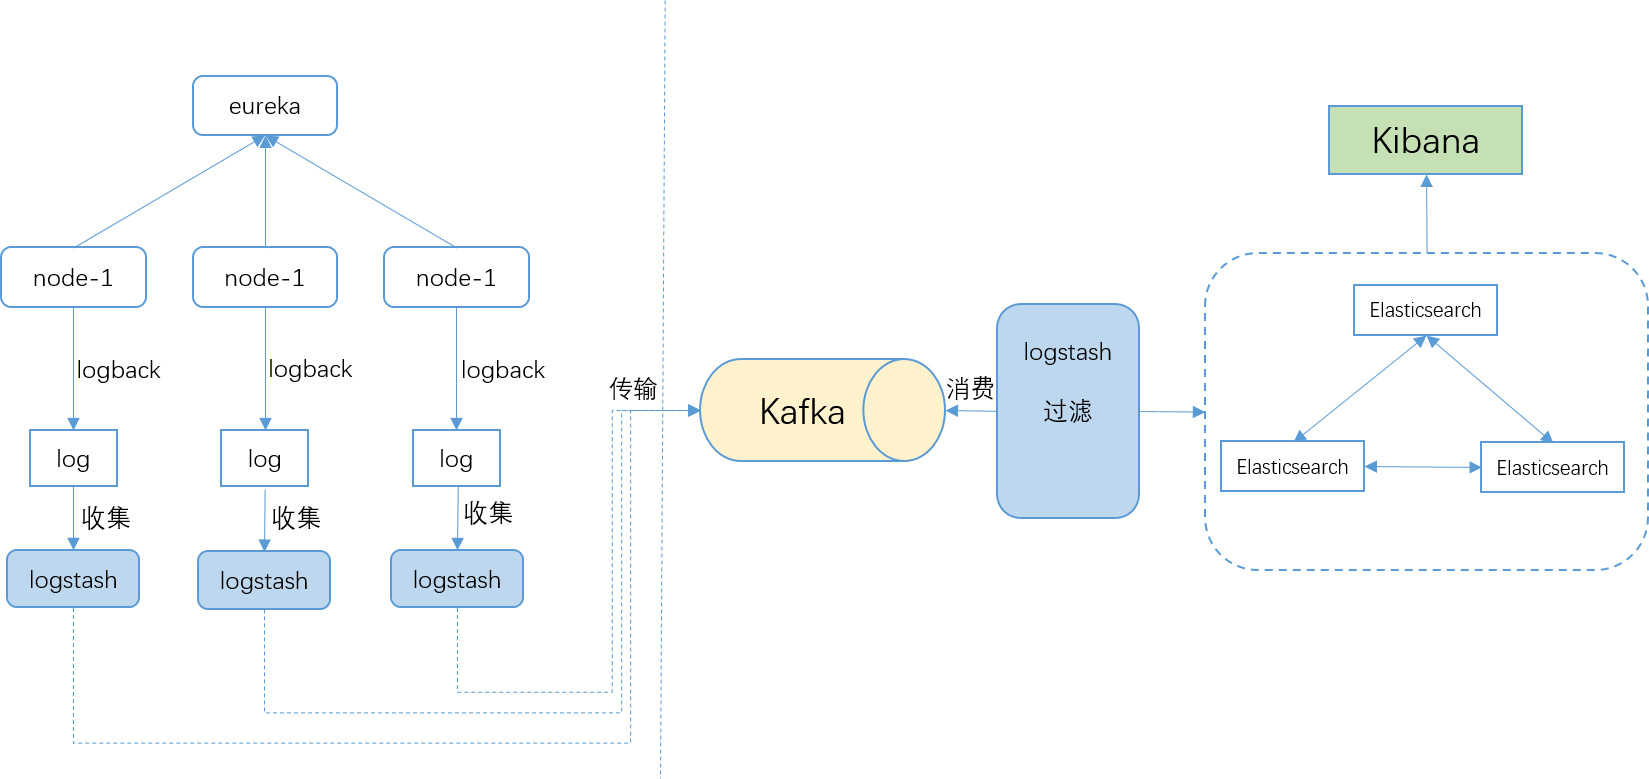 eureka
node-1
node-1
node-1
logback
logback
logback
log
log
log
收集
收集
收集
logstash
logstash
logstash
传输
Kafka
消费
logstash
过滤
Kibana
Elasticsearch
Elasticsearch
Elasticsearch